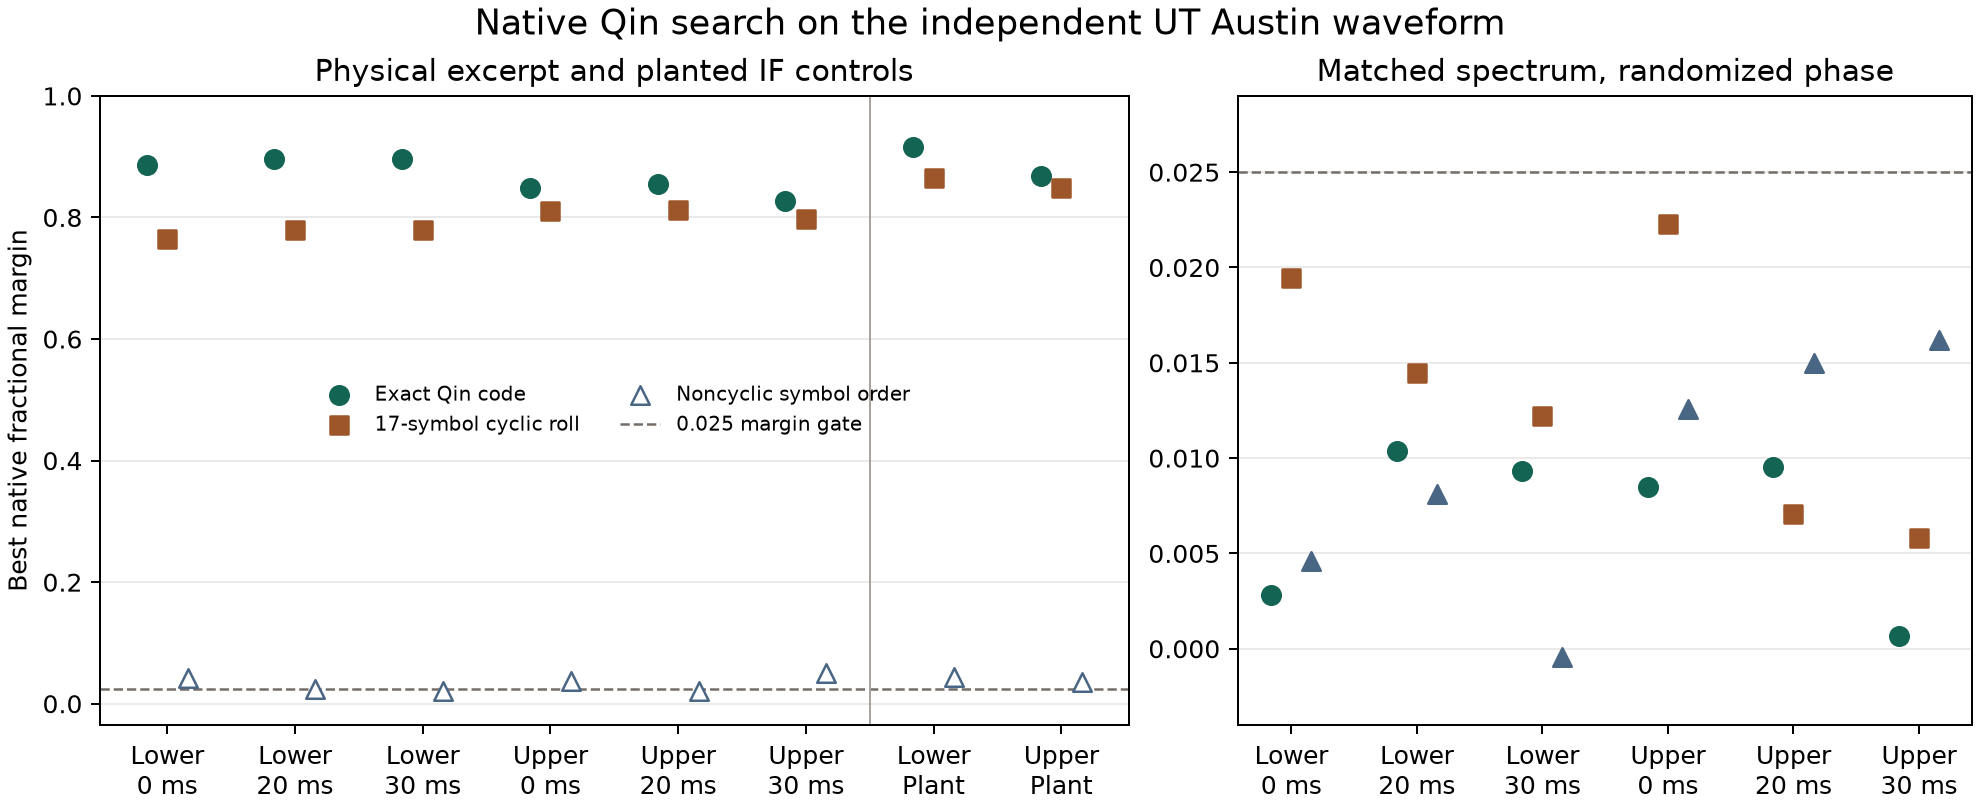 Native Qin search on the independent UT Austin waveform
Physical excerpt and planted IF controls
Best native fractional margin
1.0
0.8
0.6
0.4
0.2
0.0
Exact Qin code
17-symbol cyclic roll
Noncyclic symbol order
0.025 margin gate
Lower
0 ms
Lower
20 ms
Lower
30 ms
Upper
0 ms
Upper
20 ms
Upper
30 ms
Lower
Plant
Upper
Plant
Matched spectrum, randomized phase
0.025
0.020
0.015
0.010
0.005
0.000
Lower
0 ms
Lower
20 ms
Lower
30 ms
Upper
0 ms
Upper
20 ms
Upper
30 ms